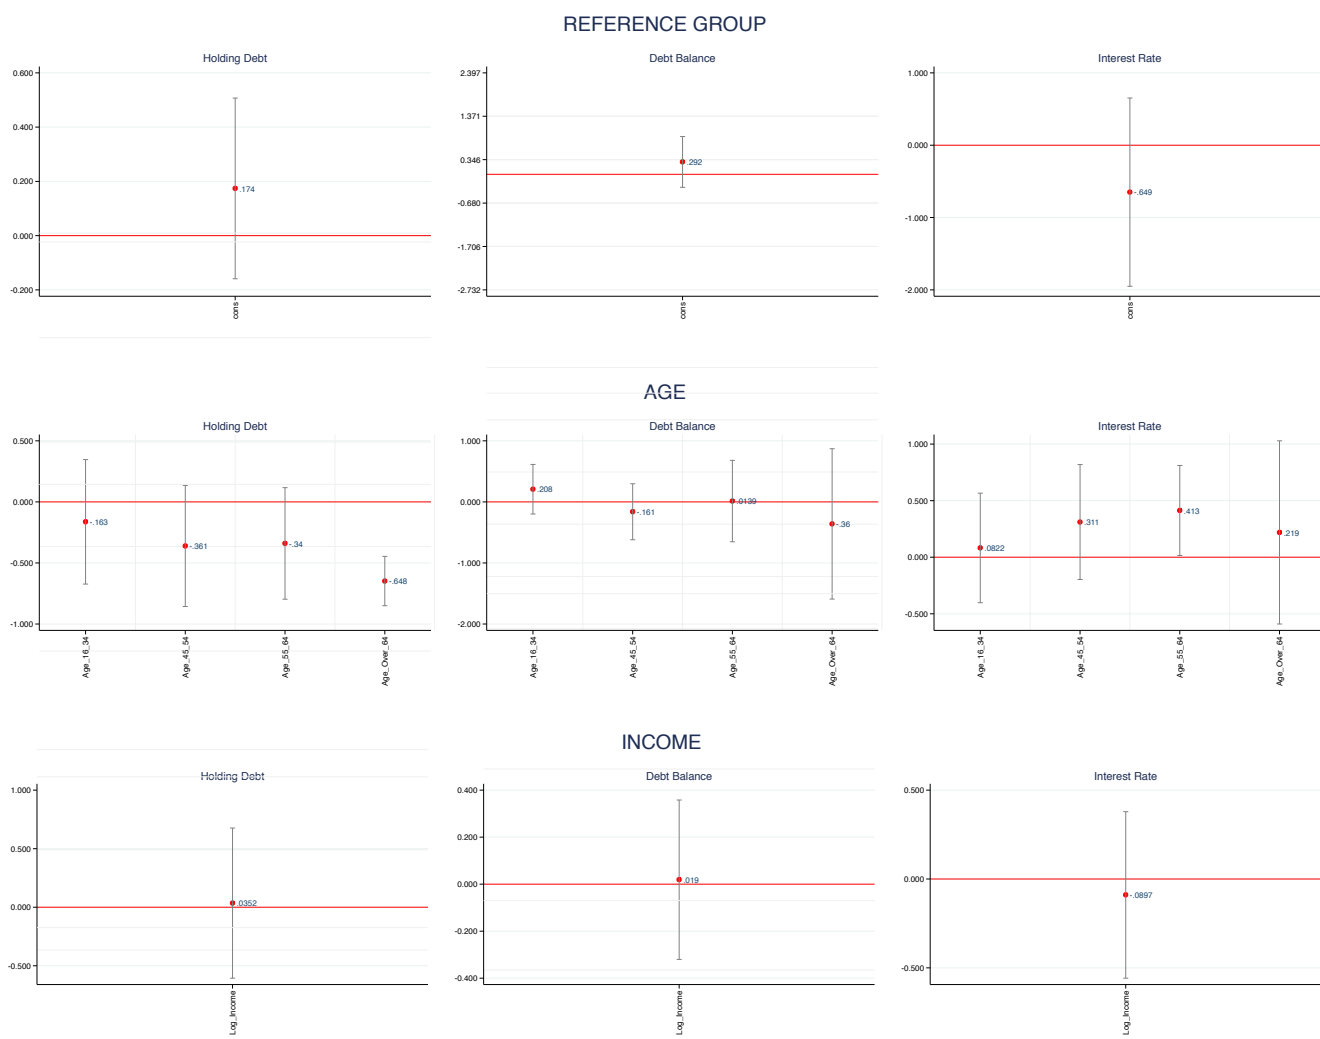 REFERENCE GROUP
Holding Debt
0.600
0.400
0.200
0.000
-0.200
.174
cons
Debt Balance
2.397
1.371
0.346
-0.680
-1.706
-2.732
.292
cons
Interest Rate
1.000
0.000
-1.000
-2.000
-.649
cons
AGE
Holding Debt
0.500
0.000
-0.500
-1.000
-.163
-.361
-.34
-.648
Age_16_34
Age_45_54
Age_55_64
Age_Over_64
Debt Balance
1.000
0.000
-1.000
-2.000
.208
-.161
.0139
-.36
Age_16_34
Age_45_54
Age_55_64
Age_Over_64
Interest Rate
1.000
0.500
0.000
-0.500
.0822
.311
.413
.219
Age_16_34
Age_45_54
Age_55_64
Age_Over_64
INCOME
Holding Debt
1.000
0.500
0.000
-0.500
.0352
Log_Income
Debt Balance
0.400
0.200
0.000
-0.200
-0.400
.019
Log_Income
Interest Rate
0.500
0.000
-0.500
-.0897
Log_Income